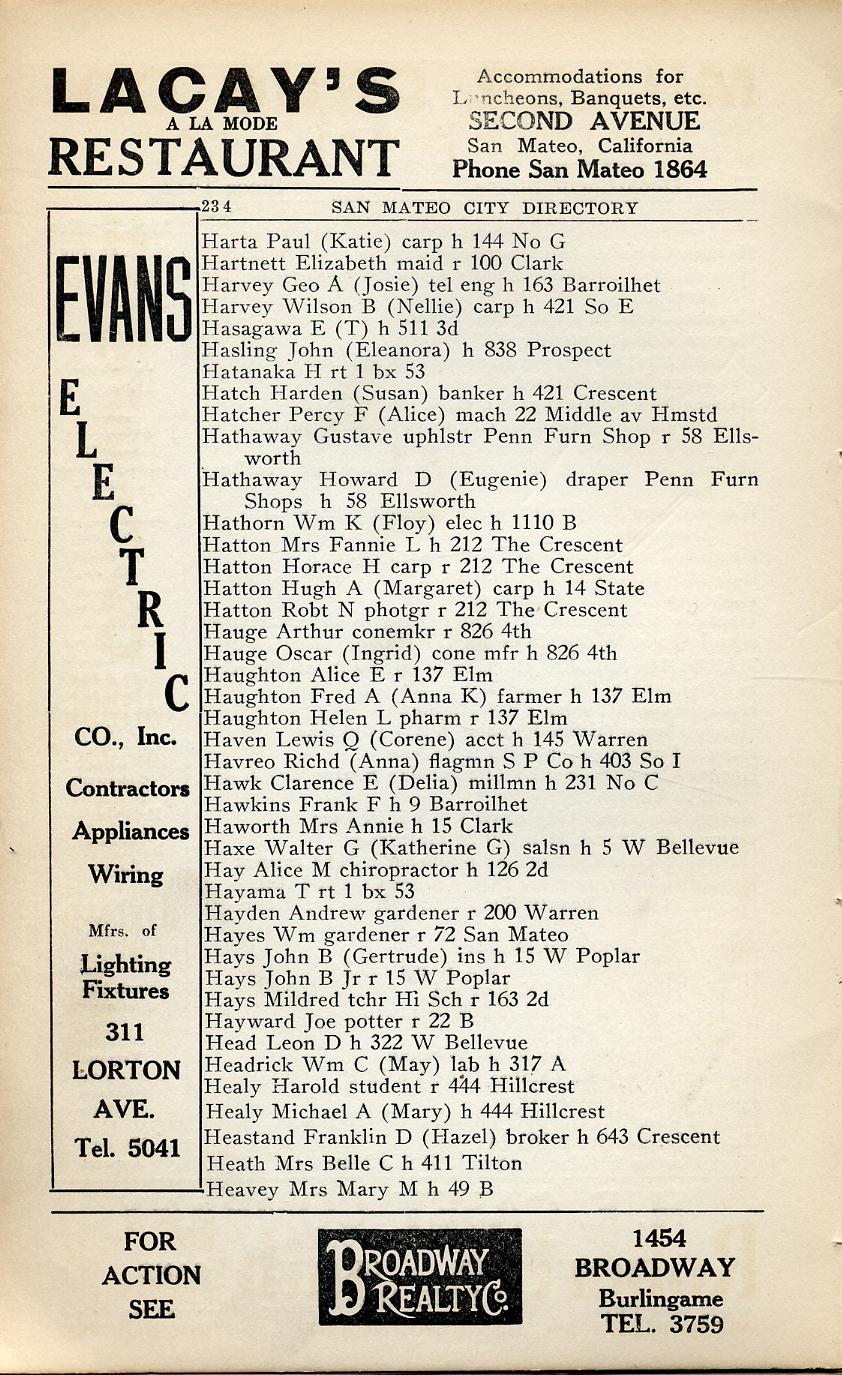 LACAY'S
A LA MODE
RESTAURANT
Accommodations for
Luncheons, Banquets, etc.
SECOND AVENUE
San Mateo, California
Phone San Mateo 1864
234 SAN MATEO CITY DIRECTORY
EVANS
ELECTRIC
CO., Inc.
Contractors
Appliances
Wiring
Mfrs. of
Lighting
Fixtures
311
LORTON
AVE.
Tel. 5041
Harta Paul (Katie) carp h 144 No G
Hartnett Elizabeth maid r 100 Clark
Harvey Geo A (Josie) tel eng h 163 Barroilhet
Harvey Wilson B (Nellie) carp h 421 So E
Hasagawa E (T) h 511 3d
Hasling John (Eleanora) h 838 Prospect
Hatanaka H rt 1 bx 53
Hatch Harden (Susan) banker h 421 Crescent
Hatcher Percy F (Alice) mach 22 Middle av Hmstd
Hathaway Gustave uphlstr Penn Furn Shop r 58 Ells-
worth
Hathaway Howard D (Eugenie) draper Penn Furn
Shops h 58 Ellsworth
Hathorn Wm K (Floy) elec h 1110 B
Hatton Mrs Fannie L h 212 The Crescent
Hatton Horace H carp r 212 The Crescent
Hatton Hugh A (Margaret) carp h 14 State
Hatton Robt N photgr r 212 The Crescent
Hauge Arthur conemkr r 826 4th
Hauge Oscar (Ingrid) cone mfr h 826 4th
Haughton Alice E r 137 Elm
Haughton Fred A (Anna K) farmer h 137 Elm
Haughton Helen L pharm r 137 Elm
Haven Lewis Q (Corene) acct h 145 Warren
Havreo Richd (Anna) flagmn S P Co h 403 So I
Hawk Clarence E (Delia) millmn h 231 No C
Hawkins Frank F h 9 Barroilhet
Haworth Mrs Annie h 15 Clark
Haxe Walter G (Katherine G) salsn h 5 W Bellevue
Hay Alice M chiropractor h 126 2d
Hayama T rt 1 bx 53
Hayden Andrew gardener r 200 Warren
Hayes Wm gardener r 72 San Mateo
Hays John B (Gertrude) ins h 15 W Poplar
Hays John B Jr r 15 W Poplar
Hays Mildred tchr Hi Sch r 163 2d
Hayward Joe potter r 22 B
Head Leon D h 322 W Bellevue
Headrick Wm C (May) lab h 317 A
Healy Harold student r 444 Hillcrest
Healy Michael A (Mary) h 444 Hillcrest
Heastand Franklin D (Hazel) broker h 643 Crescent
Heath Mrs Belle C h 411 Tilton
Heavey Mrs Mary M h 49 B
FOR
ACTION
SEE
BROADWAY
REALTY Co.
1454
BROADWAY
Burlingame
TEL. 3759